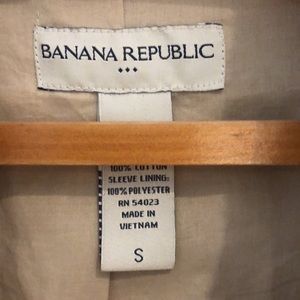 BANANA REPUBLIC
100% COTTON
SLEEVE LINING:
100% POLYESTER
RN 54023
MADE IN
VIETNAM
S